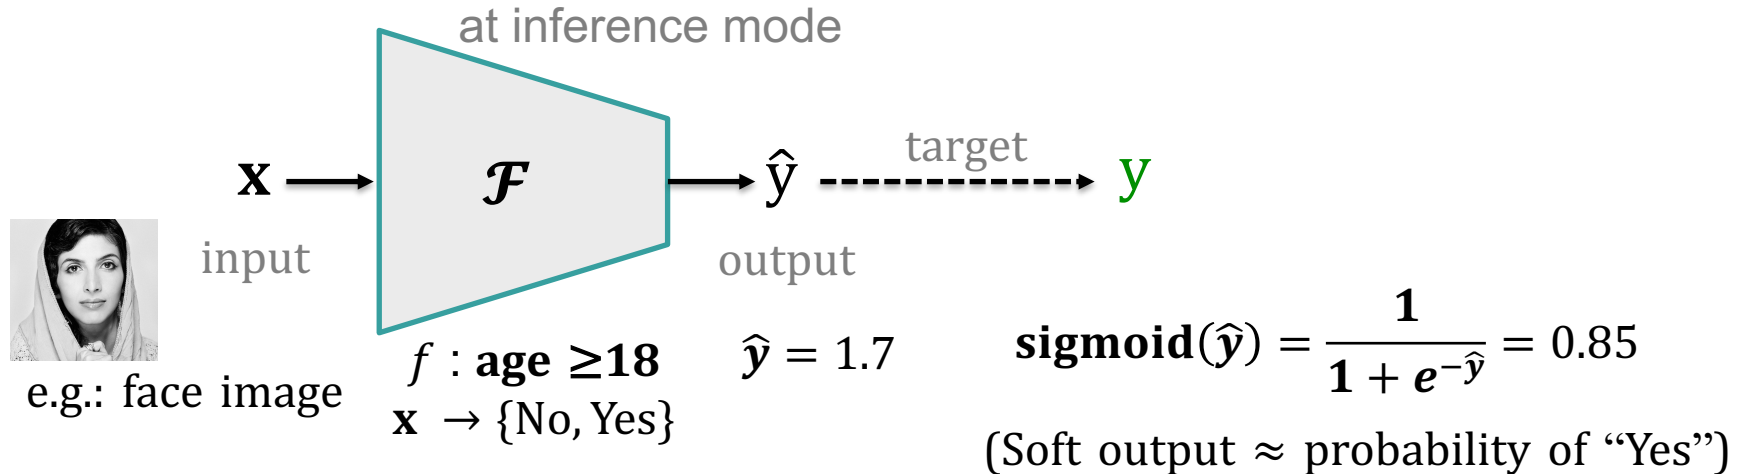 at inference mode
x
𝓕
ŷ
target
y
input
output
e.g.: face image
f : age ≥18
x → {No, Yes}
ŷ = 1.7
sigmoid(ŷ) = 1 / (1 + e^{−ŷ}) = 0.85
(Soft output ≈ probability of “Yes”)